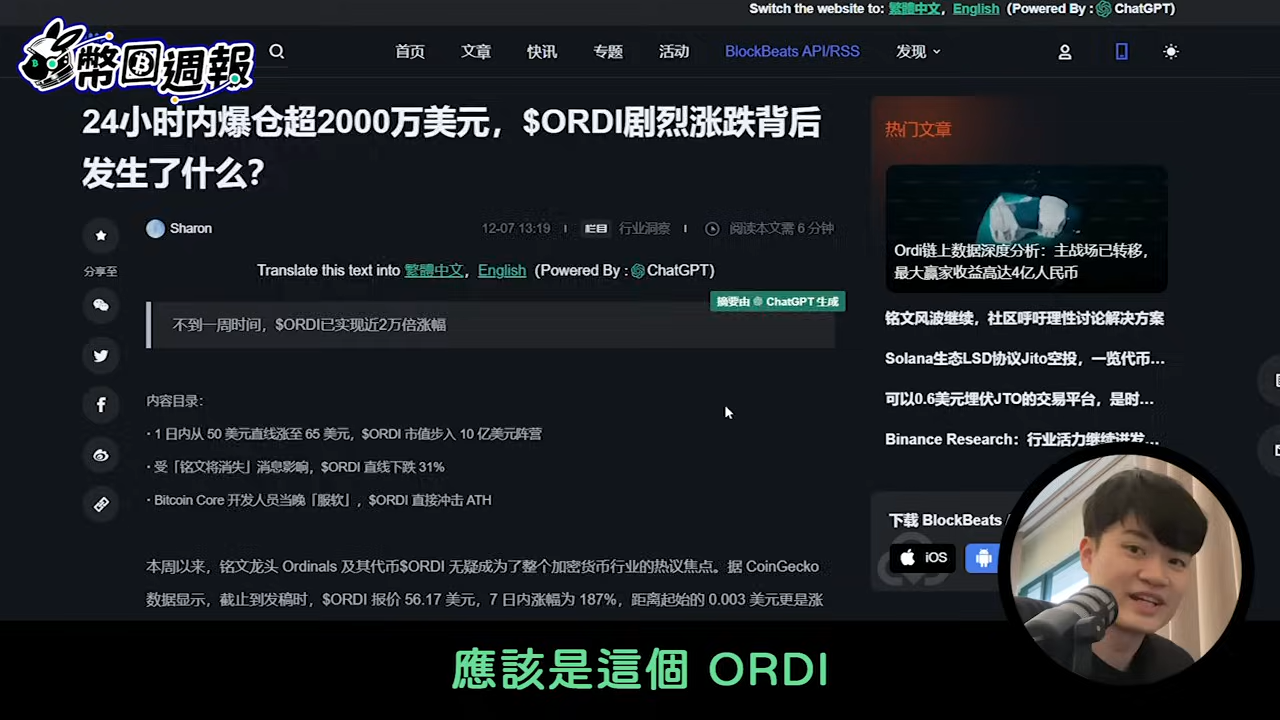 Switch the website to: 繁體中文, English (Powered By : ChatGPT)
幣回週報
首页 文章 快讯 专题 活动 BlockBeats API/RSS 发现
24小时内爆仓超2000万美元，$ORDI剧烈涨跌背后
发生了什么？
Sharon 12-07 13:19 栏目 行业洞察 阅读本文需 6 分钟
分享至
Translate this text into 繁體中文, English (Powered By : ChatGPT)
摘要由 ChatGPT 生成
不到一周时间，$ORDI已实现近2万倍涨幅
内容目录：
· 1 日内从 50 美元直线涨至 65 美元，$ORDI 市值步入 10 亿美元阵营
· 受「铭文将消失」消息影响，$ORDI 直线下跌 31%
· Bitcoin Core 开发人员当晚「服软」，$ORDI 直接冲击 ATH
本周以来，铭文龙头 Ordinals 及其代币$ORDI 无疑成为了整个加密货币行业的热议焦点。据 CoinGecko
数据显示，截止到发稿时，$ORDI 报价 56.17 美元，7 日内涨幅为 187%，距离起始的 0.003 美元更是涨
热门文章
Ordi链上数据深度分析：主战场已转移，
最大赢家收益高达4亿人民币
铭文风波继续，社区呼吁理性讨论解决方案
Solana生态LSD协议Jito空投，一览代币...
可以0.6美元埋伏JTO的交易平台，是时...
Binance Research：行业活力继续迸发...
下载 BlockBeats
iOS
應該是這個 ORDI